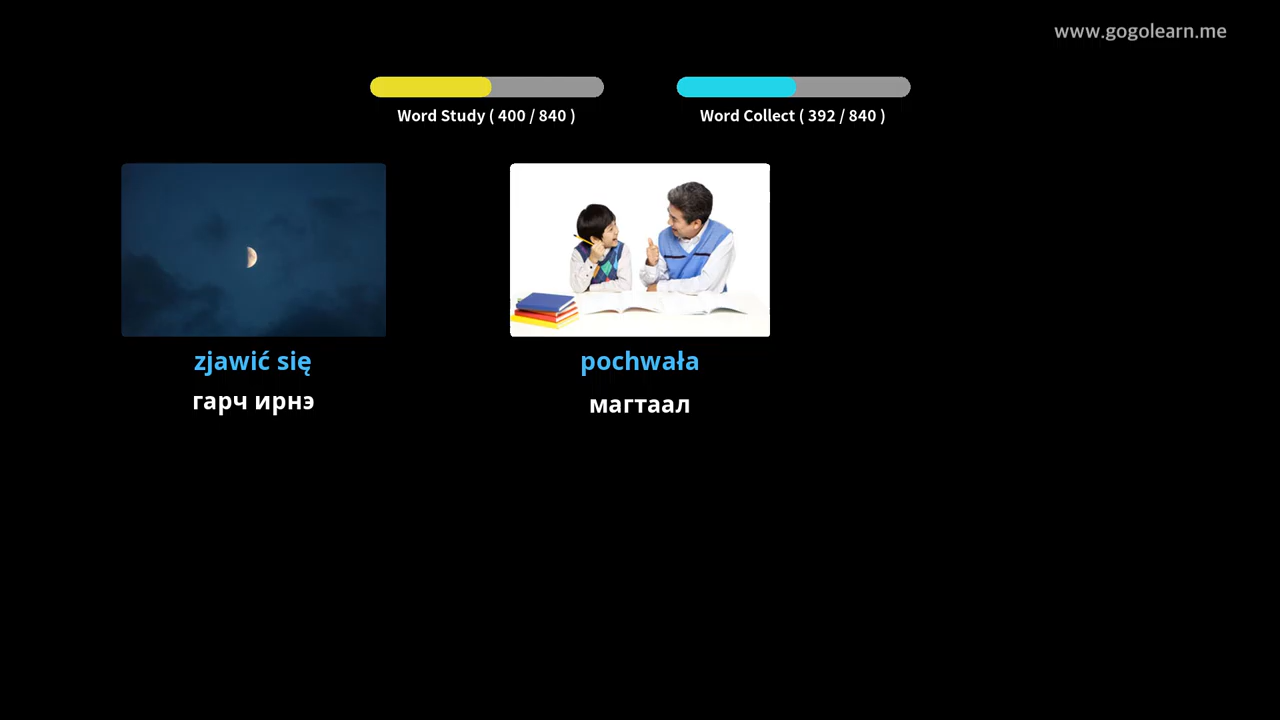 www.gogolearn.me
Word Study ( 400 / 840 )
Word Collect ( 392 / 840 )
zjawić się
гарч ирнэ
pochwała
магтаал